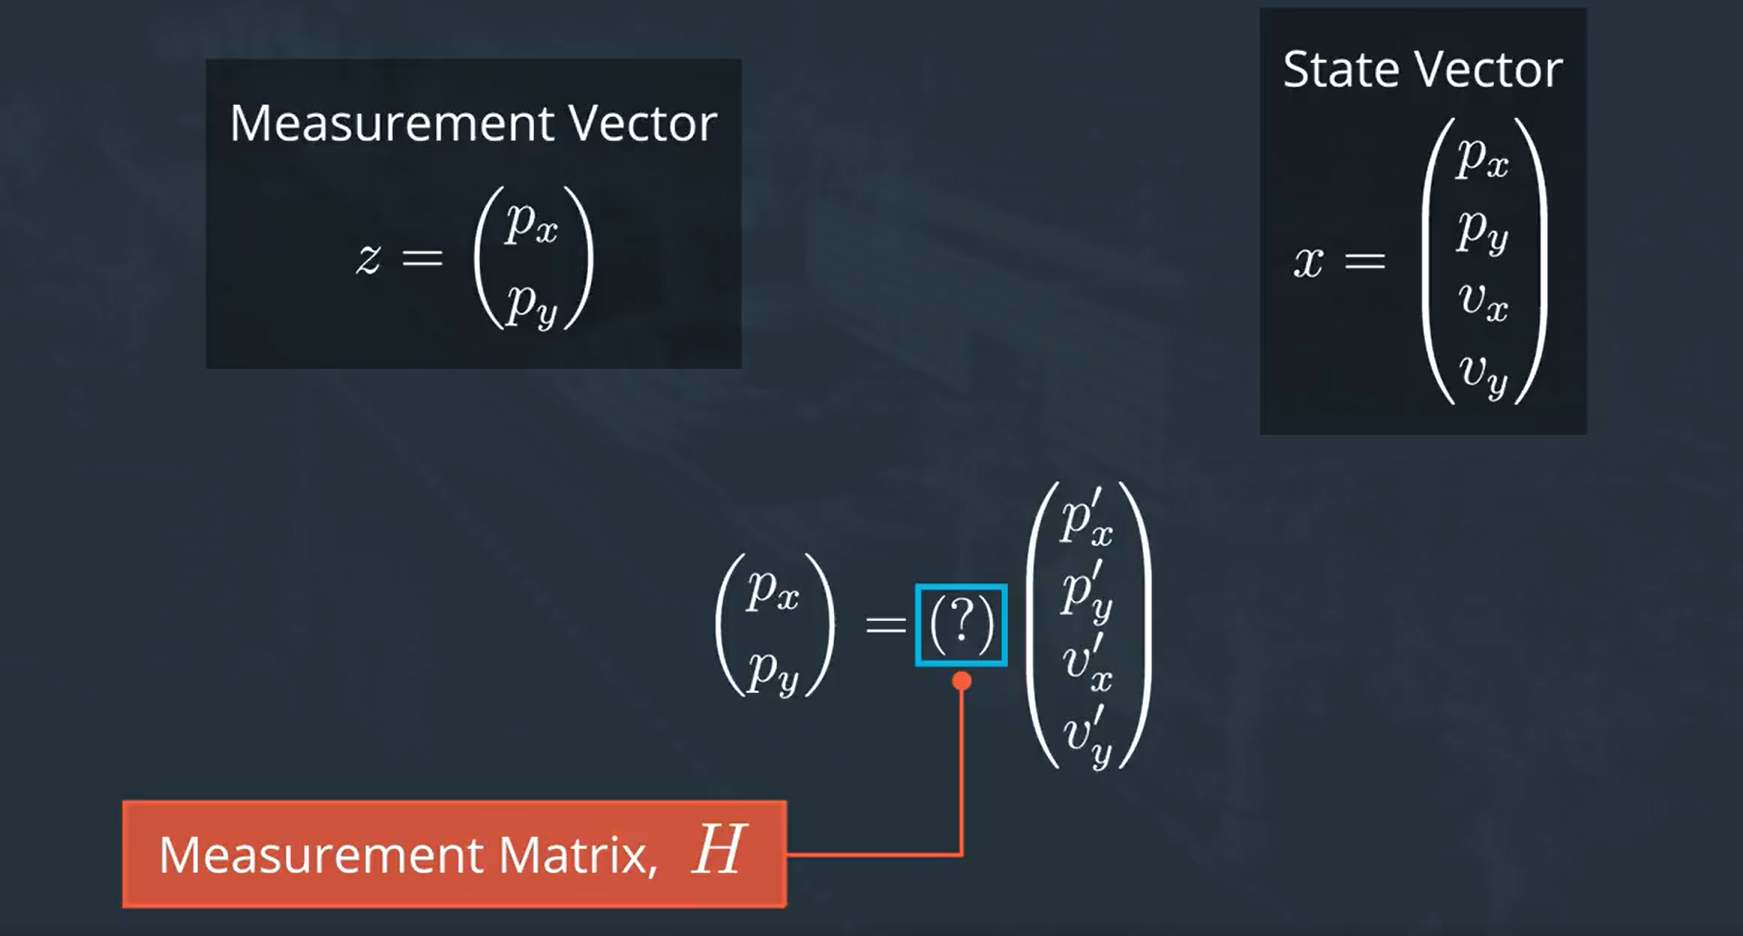 Measurement Vector
z = (p_x
p_y)
State Vector
x = (p_x
p_y
v_x
v_y)
(p_x
p_y) = (?) (p′_x
p′_y
v′_x
v′_y)
Measurement Matrix, H